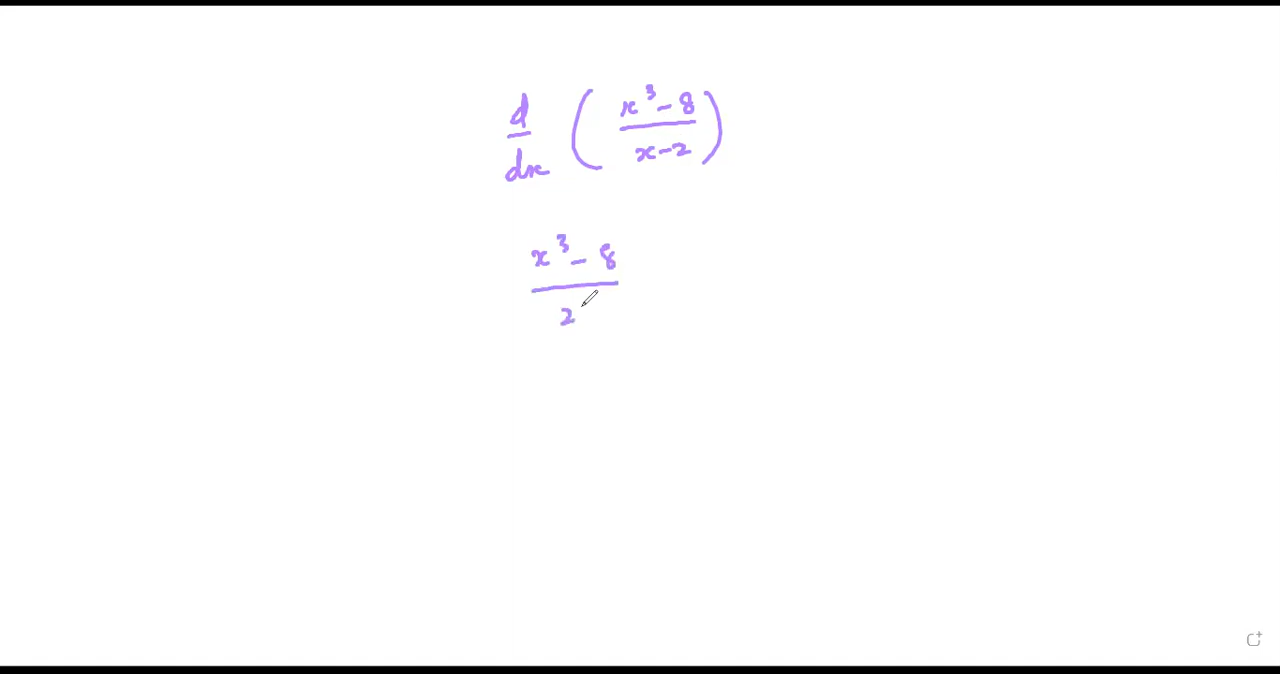 d/dx ( (x³ - 8)/(x - 2) )
(x³ - 8)/2